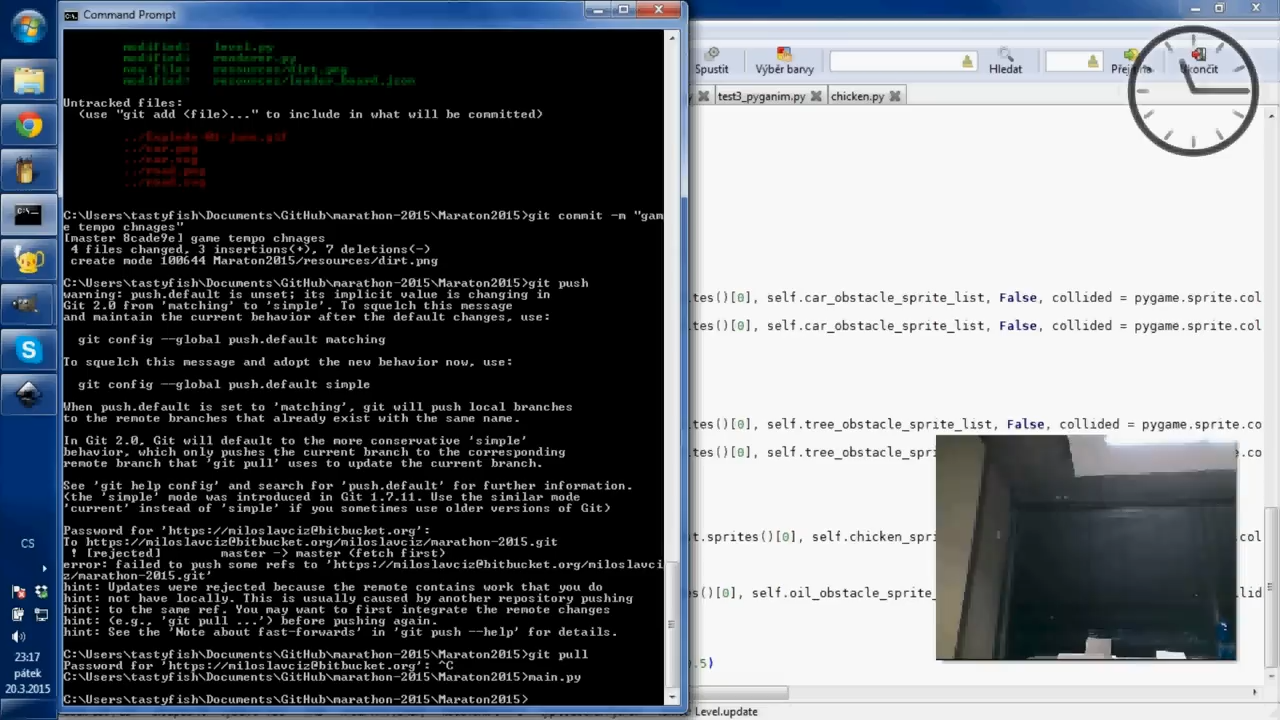 Command Prompt
modified: level.py
modified: renderer.py
new file: resources/dirt.png
modified: resources/leader_board.json
Untracked files:
(use "git add <file>..." to include in what will be committed)
../car.png
../car.svg
../road.png
../road.svg
C:\Users\tastyfish\Documents\GitHub\marathon-2015\Maraton2015>git commit -m "gam
e tempo chnages"
[master 8cade9e] game tempo chnages
4 files changed, 3 insertions(+), 7 deletions(-)
create mode 100644 Maraton2015/resources/dirt.png
C:\Users\tastyfish\Documents\GitHub\marathon-2015\Maraton2015>git push
warning: push.default is unset; its implicit value is changing in
Git 2.0 from 'matching' to 'simple'. To squelch this message
and maintain the current behavior after the default changes, use:
git config --global push.default matching
To squelch this message and adopt the new behavior now, use:
git config --global push.default simple
When push.default is set to 'matching', git will push local branches
to the remote branches that already exist with the same name.
In Git 2.0, Git will default to the more conservative 'simple'
behavior, which only pushes the current branch to the corresponding
remote branch that 'git pull' uses to update the current branch.
See 'git help config' and search for 'push.default' for further information.
(the 'simple' mode was introduced in Git 1.7.11. Use the similar mode
'current' instead of 'simple' if you sometimes use older versions of Git)
Password for 'https://miloslavciz@bitbucket.org':
To https://miloslavciz@bitbucket.org/miloslavciz/marathon-2015.git
! [rejected] master -> master (fetch first)
error: failed to push some refs to 'https://miloslavciz@bitbucket.org/miloslavci
z/marathon-2015.git'
hint: Updates were rejected because the remote contains work that you do
hint: not have locally. This is usually caused by another repository pushing
hint: to the same ref. You may want to first integrate the remote changes
hint: (e.g., 'git pull ...') before pushing again.
hint: See the 'Note about fast-forwards' in 'git push --help' for details.
C:\Users\tastyfish\Documents\GitHub\marathon-2015\Maraton2015>git pull
Password for 'https://miloslavciz@bitbucket.org': ^C
C:\Users\tastyfish\Documents\GitHub\marathon-2015\Maraton2015>main.py
C:\Users\tastyfish\Documents\GitHub\marathon-2015\Maraton2015>
Spustit Výběr barvy Hledat Ukončit
test3_pyganim.py chicken.py
ites()[0], self.car_obstacle_sprite_list, False, collided = pygame.sprite.col
ites()[0], self.car_obstacle_sprite_list, False, collided = pygame.sprite.col
ites()[0], self.tree_obstacle_sprite_list, False, collided = pygame.sprite.co
ites()[0], self.tree_obstacle_spri
t.sprites()[0], self.chicken_spr
s()[0], self.oil_obstacle_sprite_ lid
.5)
Level.update
CS
23:17
pátek
20.3.2015